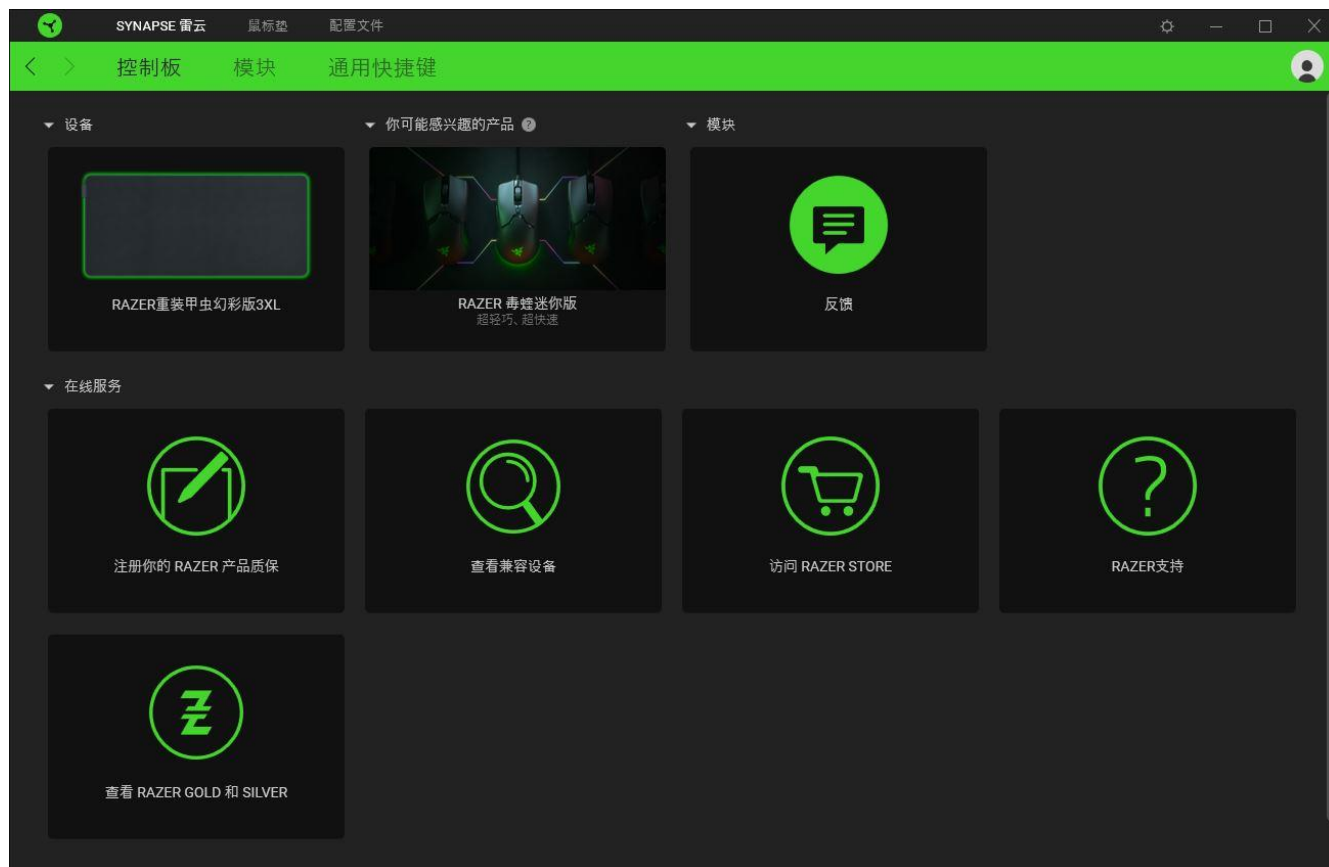 SYNAPSE 雷云 鼠标垫 配置文件
控制板 模块 通用快捷键
设备
你可能感兴趣的产品 ?
模块
RAZER重装甲虫幻彩版3XL
RAZER 毒蝰迷你版
超轻巧、超快速
反馈
在线服务
注册你的 RAZER 产品质保
查看兼容设备
访问 RAZER STORE
RAZER支持
查看 RAZER GOLD 和 SILVER